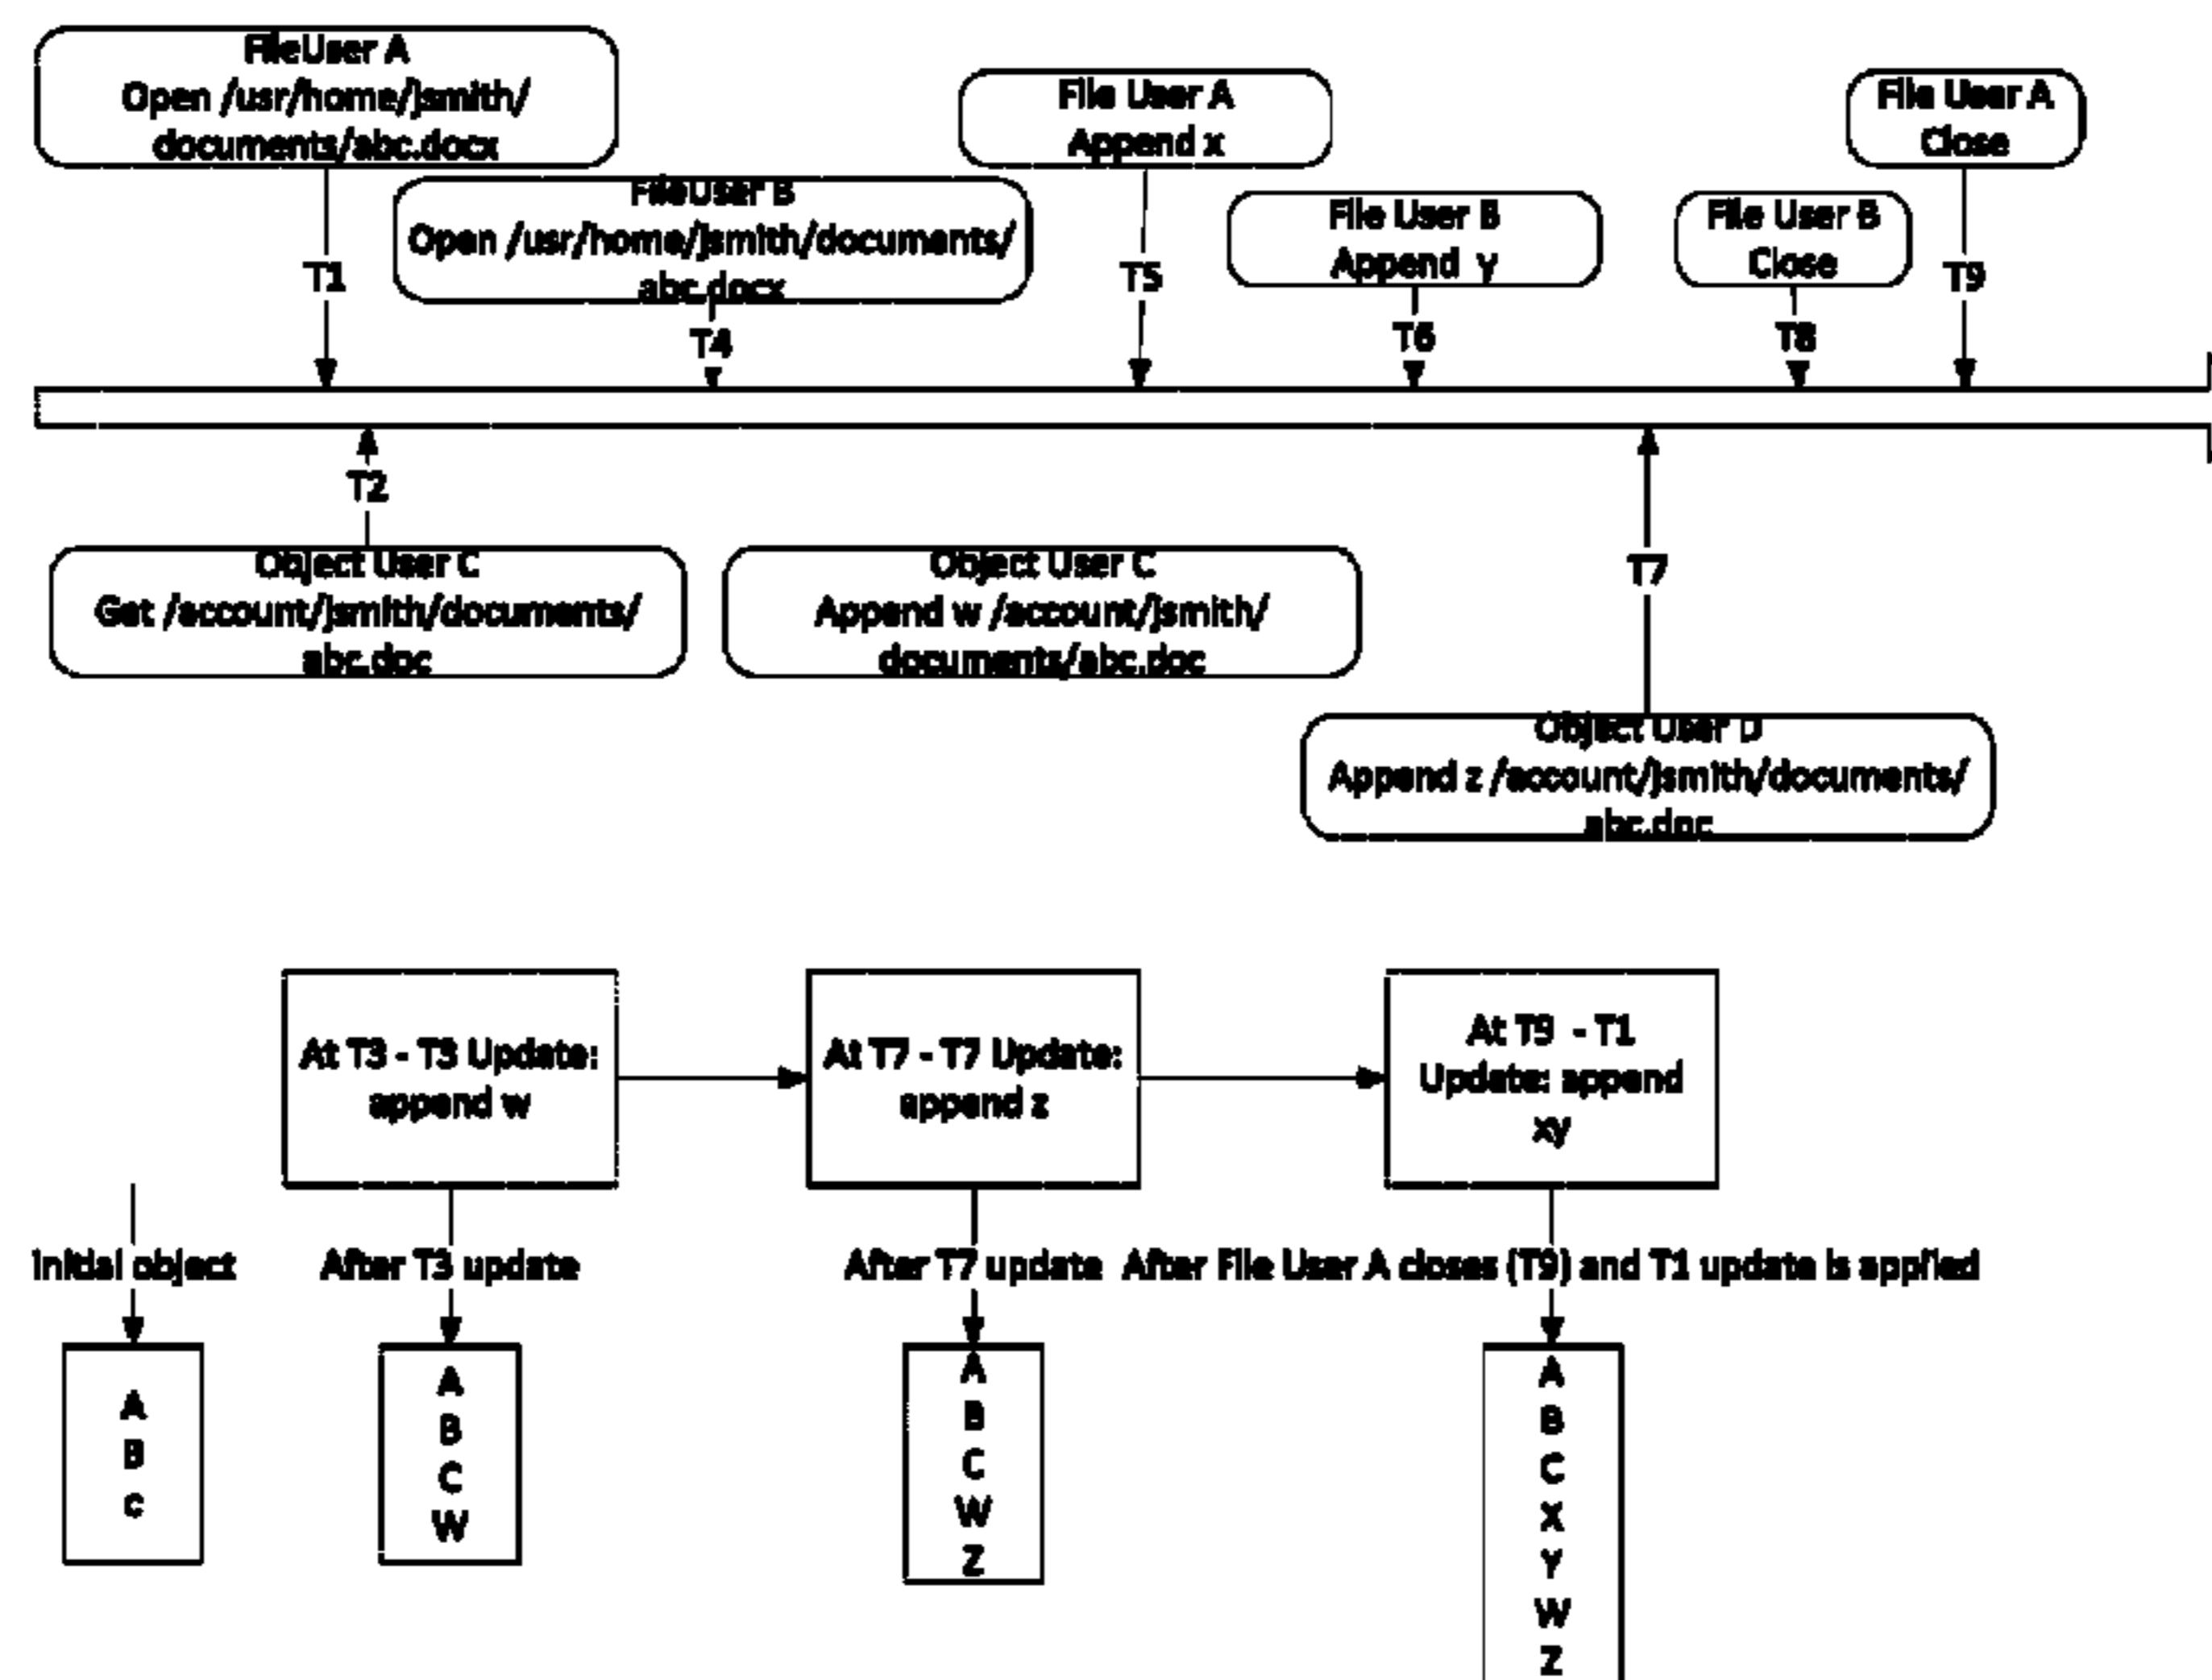 FileUser A
Open /usr/home/jsmith/
documents/abc.docx
FileUser B
Open /usr/home/jsmith/documents/
abc.docx
File User A
Append x
File User B
Append y
File User B
Close
File User A
Close
T1
T4
T5
T6
T8
T9
T2
T7
Object User C
Get /account/jsmith/documents/
abc.doc
Object User C
Append w /account/jsmith/
documents/abc.doc
Object User D
Append z /account/jsmith/documents/
abc.doc
At T3 - T3 Update:
append w
At T7 - T7 Update:
append z
At T9 - T1
Update: append
xy
Initial object
After T3 update
After T7 update
After File User A closes (T9) and T1 update is applied
A
B
c
A
B
C
W
A
B
C
W
Z
A
B
C
X
Y
W
Z